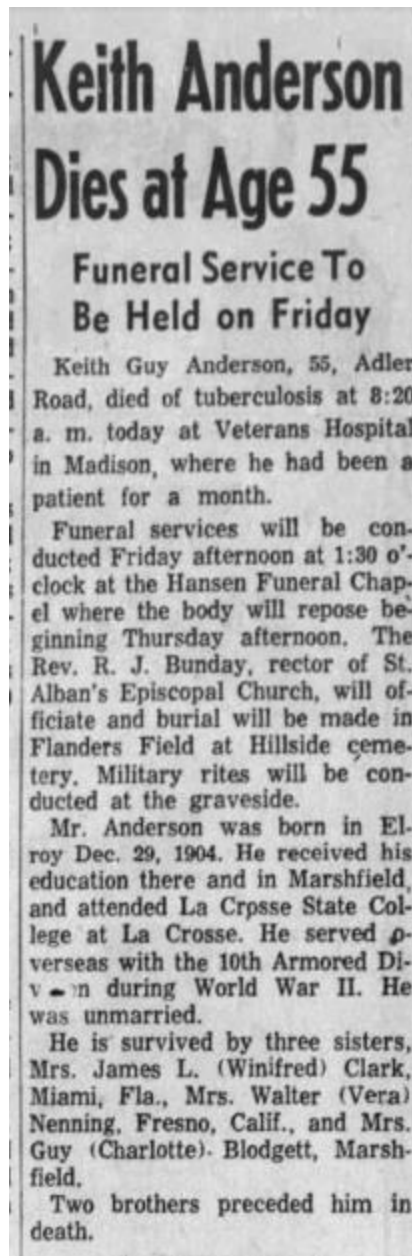 Keith Anderson
Dies at Age 55
Funeral Service To
Be Held on Friday
Keith Guy Anderson, 55, Adler
Road, died of tuberculosis at 8:20
a. m. today at Veterans Hospital
in Madison, where he had been a
patient for a month.
Funeral services will be con-
ducted Friday afternoon at 1:30 o'-
clock at the Hansen Funeral Chap-
el where the body will repose be-
ginning Thursday afternoon. The
Rev. R. J. Bunday, rector of St.
Alban's Episcopal Church, will of-
ficiate and burial will be made in
Flanders Field at Hillside ceme-
tery. Military rites will be con-
ducted at the graveside.
Mr. Anderson was born in El-
roy Dec. 29, 1904. He received his
education there and in Marshfield,
and attended La Crpsse State Col-
lege at La Crosse. He served o-
verseas with the 10th Armored Di-
during World War II. He
was unmarried.
He is survived by three sisters,
Mrs. James L. (Winifred) Clark,
Miami, Fla., Mrs. Walter (Vera)
Nenning, Fresno, Calif., and Mrs.
Guy (Charlotte). Blodgett, Marsh-
field.
Two brothers preceded him in
death.